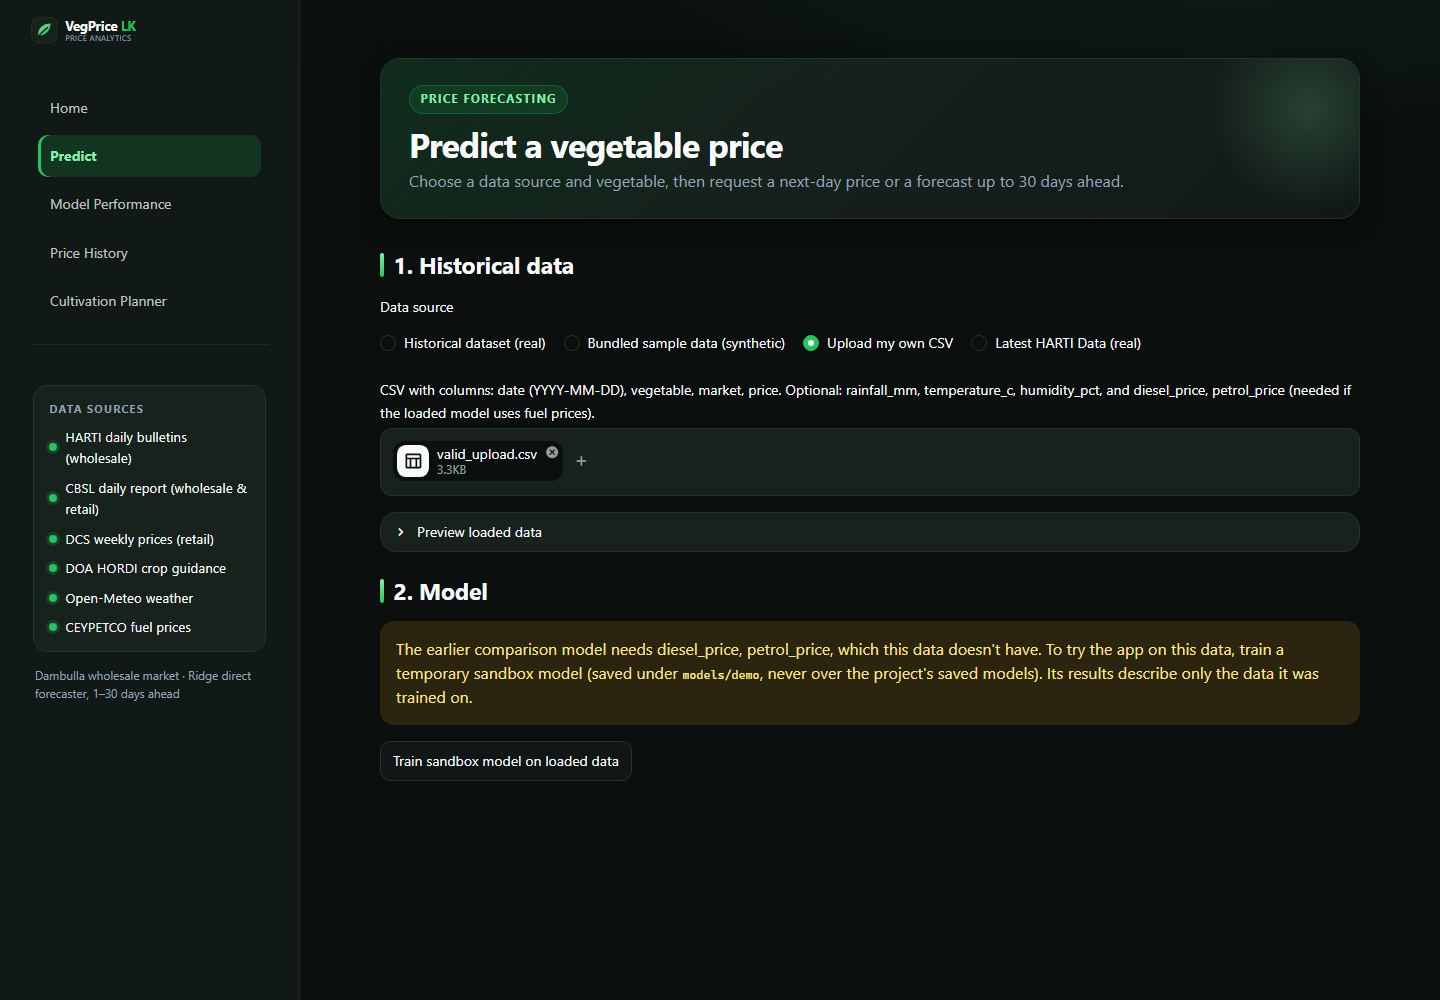 VegPrice LK
PRICE ANALYTICS
Home
Predict
Model Performance
Price History
Cultivation Planner
DATA SOURCES
HARTI daily bulletins
(wholesale)
CBSL daily report (wholesale &
retail)
DCS weekly prices (retail)
DOA HORDI crop guidance
Open-Meteo weather
CEYPETCO fuel prices
Dambulla wholesale market · Ridge direct
forecaster, 1–30 days ahead
PRICE FORECASTING
Predict a vegetable price
Choose a data source and vegetable, then request a next-day price or a forecast up to 30 days ahead.
1. Historical data
Data source
Historical dataset (real)
Bundled sample data (synthetic)
Upload my own CSV
Latest HARTI Data (real)
CSV with columns: date (YYYY-MM-DD), vegetable, market, price. Optional: rainfall_mm, temperature_c, humidity_pct, and diesel_price, petrol_price (needed if
the loaded model uses fuel prices).
valid_upload.csv
3.3KB
Preview loaded data
2. Model
The earlier comparison model needs diesel_price, petrol_price, which this data doesn't have. To try the app on this data, train a
temporary sandbox model (saved under models/demo, never over the project's saved models). Its results describe only the data it was
trained on.
Train sandbox model on loaded data